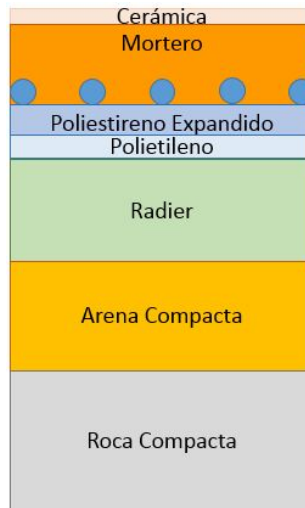 Cerámica
Mortero
Poliestireno Expandido
Polietileno
Radier
Arena Compacta
Roca Compacta